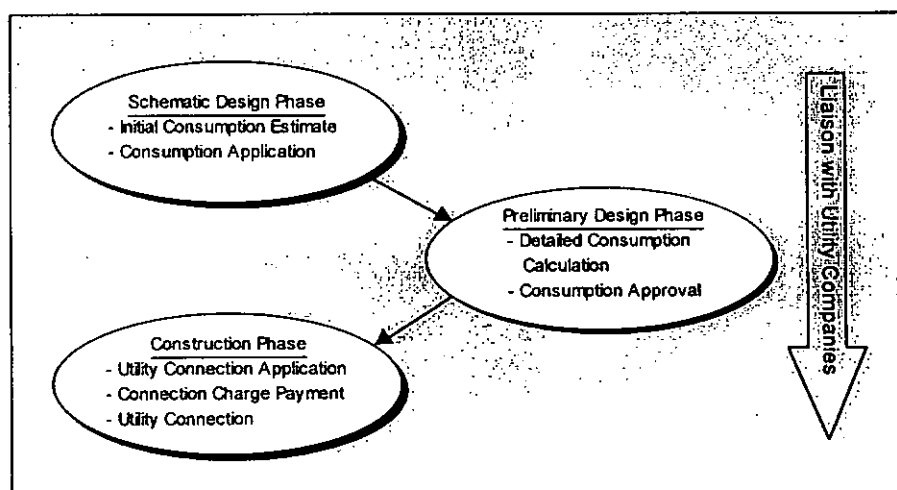 Schematic Design Phase
- Initial Consumption Estimate
- Consumption Application
Preliminary Design Phase
- Detailed Consumption
Calculation
- Consumption Approval
Construction Phase
- Utility Connection Application
- Connection Charge Payment
- Utility Connection
Liaison with Utility Companies